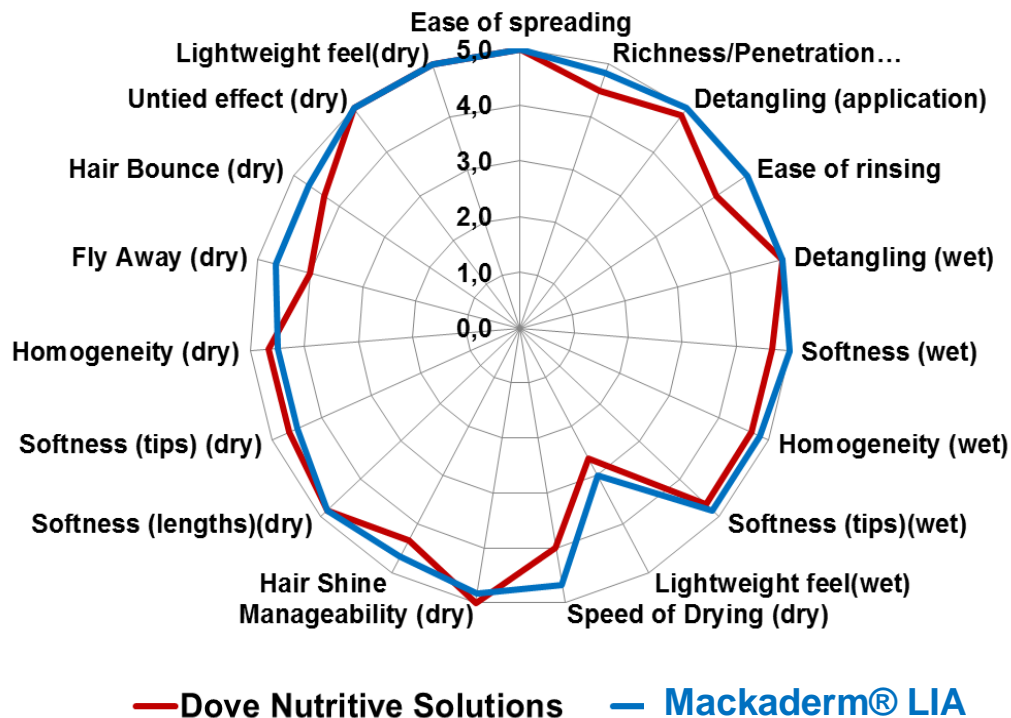 Ease of spreading
Lightweight feel(dry)
5,0
Richness/Penetration…
Untied effect (dry)
4,0
Detangling (application)
Hair Bounce (dry)
3,0
Ease of rinsing
2,0
Fly Away (dry)
1,0
Detangling (wet)
0,0
Homogeneity (dry)
Softness (wet)
Softness (tips) (dry)
Homogeneity (wet)
Softness (lengths)(dry)
Softness (tips)(wet)
Hair Shine
Lightweight feel(wet)
Manageability (dry)
Speed of Drying (dry)
Dove Nutritive Solutions
Mackaderm® LIA